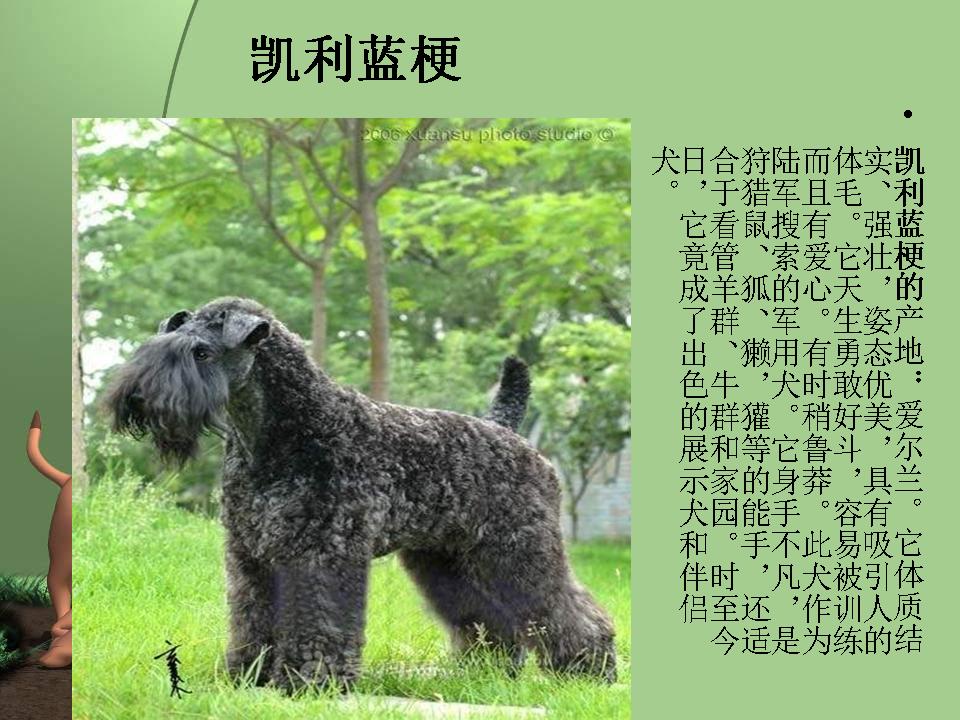 凯利蓝梗
2006 xuansu photo studio ©
• 凯利蓝梗的产地；爱尔兰。它体质结
实、强壮，姿态优美，具有吸引人的
体毛。它天生勇敢好斗，容易被训练
而且有爱心。有时稍鲁莽。此犬作为
陆军搜索的军用犬。它身手不凡，是
狩猎鼠、狐、獭，獾等的能手，还适
合于看管羊群、牛群和家园。时至今
日，它竟成了出色的展示犬和伴侣
犬。